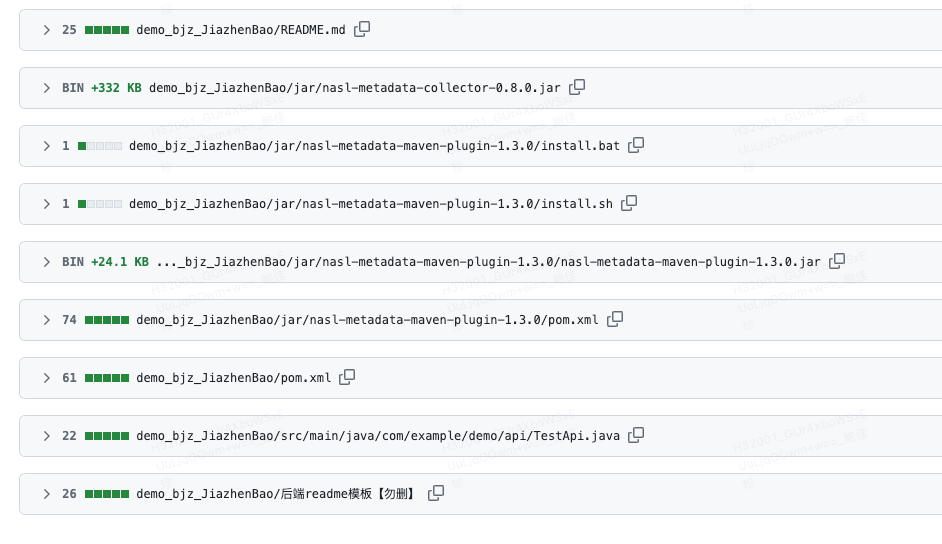 25 demo_bjz_JiazhenBao/README.md
BIN +332 KB demo_bjz_JiazhenBao/jar/nasl-metadata-collector-0.8.0.jar
1 demo_bjz_JiazhenBao/jar/nasl-metadata-maven-plugin-1.3.0/install.bat
1 demo_bjz_JiazhenBao/jar/nasl-metadata-maven-plugin-1.3.0/install.sh
BIN +24.1 KB ..._bjz_JiazhenBao/jar/nasl-metadata-maven-plugin-1.3.0/nasl-metadata-maven-plugin-1.3.0.jar
74 demo_bjz_JiazhenBao/jar/nasl-metadata-maven-plugin-1.3.0/pom.xml
61 demo_bjz_JiazhenBao/pom.xml
22 demo_bjz_JiazhenBao/src/main/java/com/example/demo/api/TestApi.java
26 demo_bjz_JiazhenBao/后端readme模板【勿删】